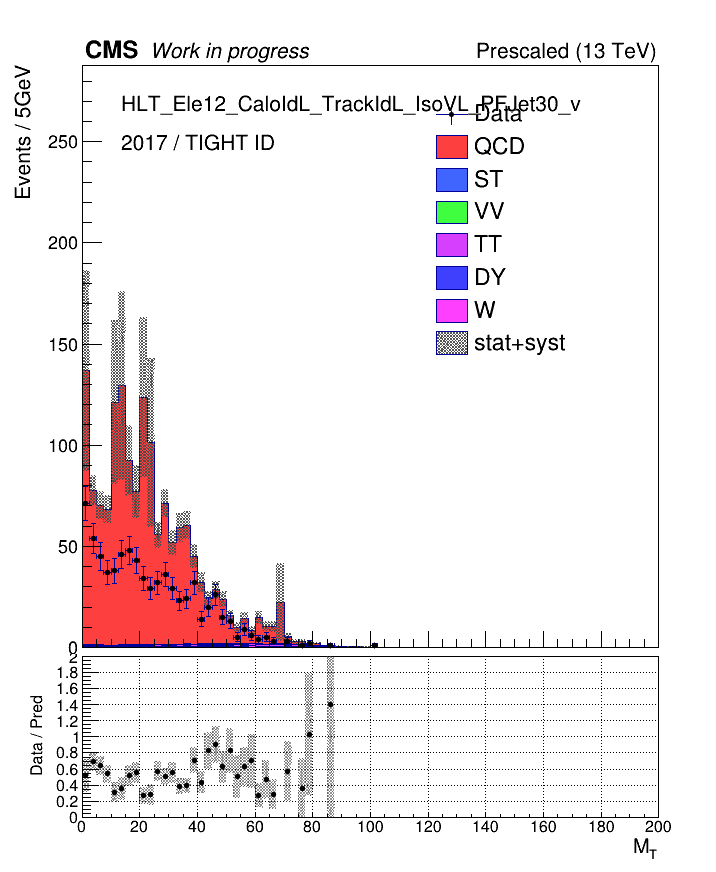 CMS Work in progress Prescaled (13 TeV)
Events / 5GeV
HLT_Ele12_CaloIdL_TrackIdL_IsoVL_PFJet30_v
2017 / TIGHT ID
Data
QCD
ST
VV
TT
DY
W
stat+syst
250
200
150
100
50
0
Data / Pred
2
1.8
1.6
1.4
1.2
1
0.8
0.6
0.4
0.2
0
0 20 40 60 80 100 120 140 160 180 200
M_T